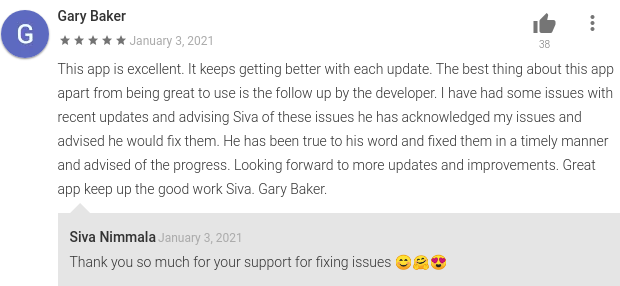 G
Gary Baker
★★★★★ January 3, 2021
38
This app is excellent. It keeps getting better with each update. The best thing about this app
apart from being great to use is the follow up by the developer. I have had some issues with
recent updates and advising Siva of these issues he has acknowledged my issues and
advised he would fix them. He has been true to his word and fixed them in a timely manner
and advised of the progress. Looking forward to more updates and improvements. Great
app keep up the good work Siva. Gary Baker.
Siva Nimmala January 3, 2021
Thank you so much for your support for fixing issues 😊🤗😍